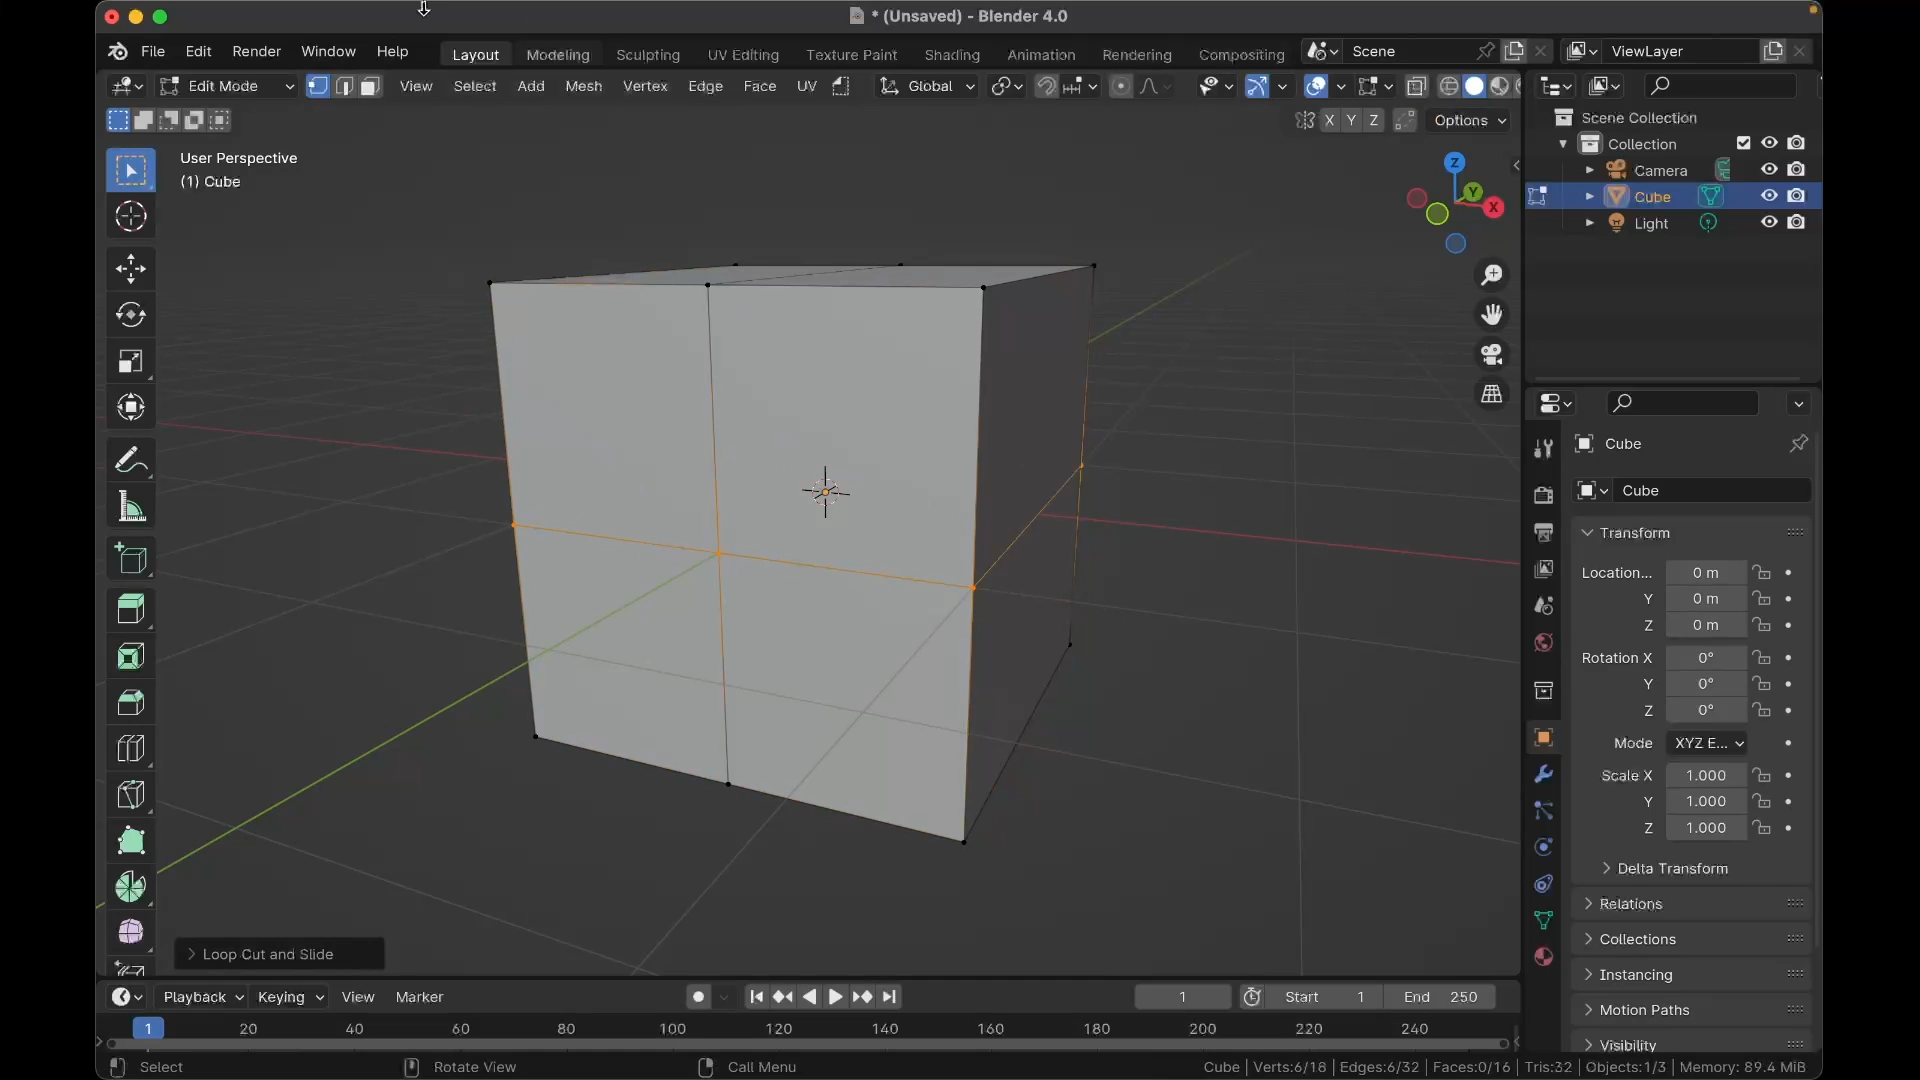 * (Unsaved) - Blender 4.0
File Edit Render Window Help Layout Modeling Sculpting UV Editing Texture Paint Shading Animation Rendering Compositing Scene ViewLayer
Edit Mode View Select Add Mesh Vertex Edge Face UV Global
X Y Z Options
User Perspective
(1) Cube
Z
Y
X
Scene Collection
Collection
Camera
Cube
Light
Cube
Cube
Transform
Location... 0 m
Y 0 m
Z 0 m
Rotation X 0°
Y 0°
Z 0°
Mode XYZ E...
Scale X 1.000
Y 1.000
Z 1.000
Delta Transform
Relations
Collections
Instancing
Motion Paths
Visibility
Loop Cut and Slide
Playback Keying View Marker 1 Start 1 End 250
1 20 40 60 80 100 120 140 160 180 200 220 240
Select Rotate View Call Menu Cube | Verts:6/18 | Edges:6/32 | Faces:0/16 | Tris:32 | Objects:1/3 | Memory: 89.4 MiB